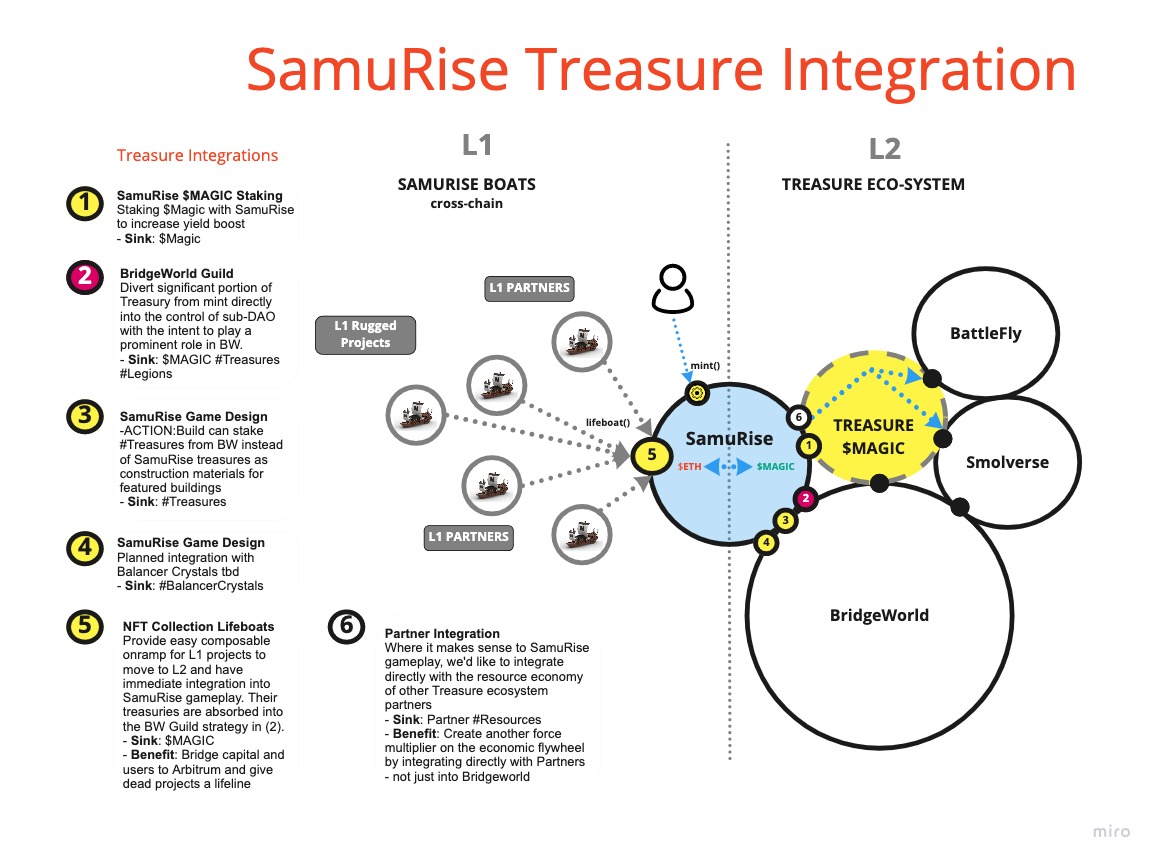 SamuRise Treasure Integration
Treasure Integrations
L1
L2
SAMURISE BOATS
cross-chain
TREASURE ECO-SYSTEM
1
SamuRise $MAGIC Staking
Staking $Magic with SamuRise
to increase yield boost
- Sink: $Magic
2
BridgeWorld Guild
Divert significant portion of
Treasury from mint directly
into the control of sub-DAO
with the intent to play a
prominent role in BW.
- Sink: $MAGIC #Treasures
#Legions
3
SamuRise Game Design
-ACTION:Build can stake
#Treasures from BW instead
of SamuRise treasures as
construction materials for
featured buildings
- Sink: #Treasures
4
SamuRise Game Design
Planned integration with
Balancer Crystals tbd
- Sink: #BalancerCrystals
5
NFT Collection Lifeboats
Provide easy composable
onramp for L1 projects to
move to L2 and have
immediate integration into
SamuRise gameplay. Their
treasuries are absorbed into
the BW Guild strategy in (2).
- Sink: $MAGIC
- Benefit: Bridge capital and
users to Arbitrum and give
dead projects a lifeline
6
Partner Integration
Where it makes sense to SamuRise
gameplay, we'd like to integrate
directly with the resource economy
of other Treasure ecosystem
partners
- Sink: Partner #Resources
- Benefit: Create another force
multiplier on the economic flywheel
by integrating directly with Partners
- not just into Bridgeworld
L1 PARTNERS
L1 Rugged
Projects
L1 PARTNERS
lifeboat()
mint()
5
SamuRise
$ETH
$MAGIC
6
1
2
3
4
TREASURE
$MAGIC
BattleFly
Smolverse
BridgeWorld
miro